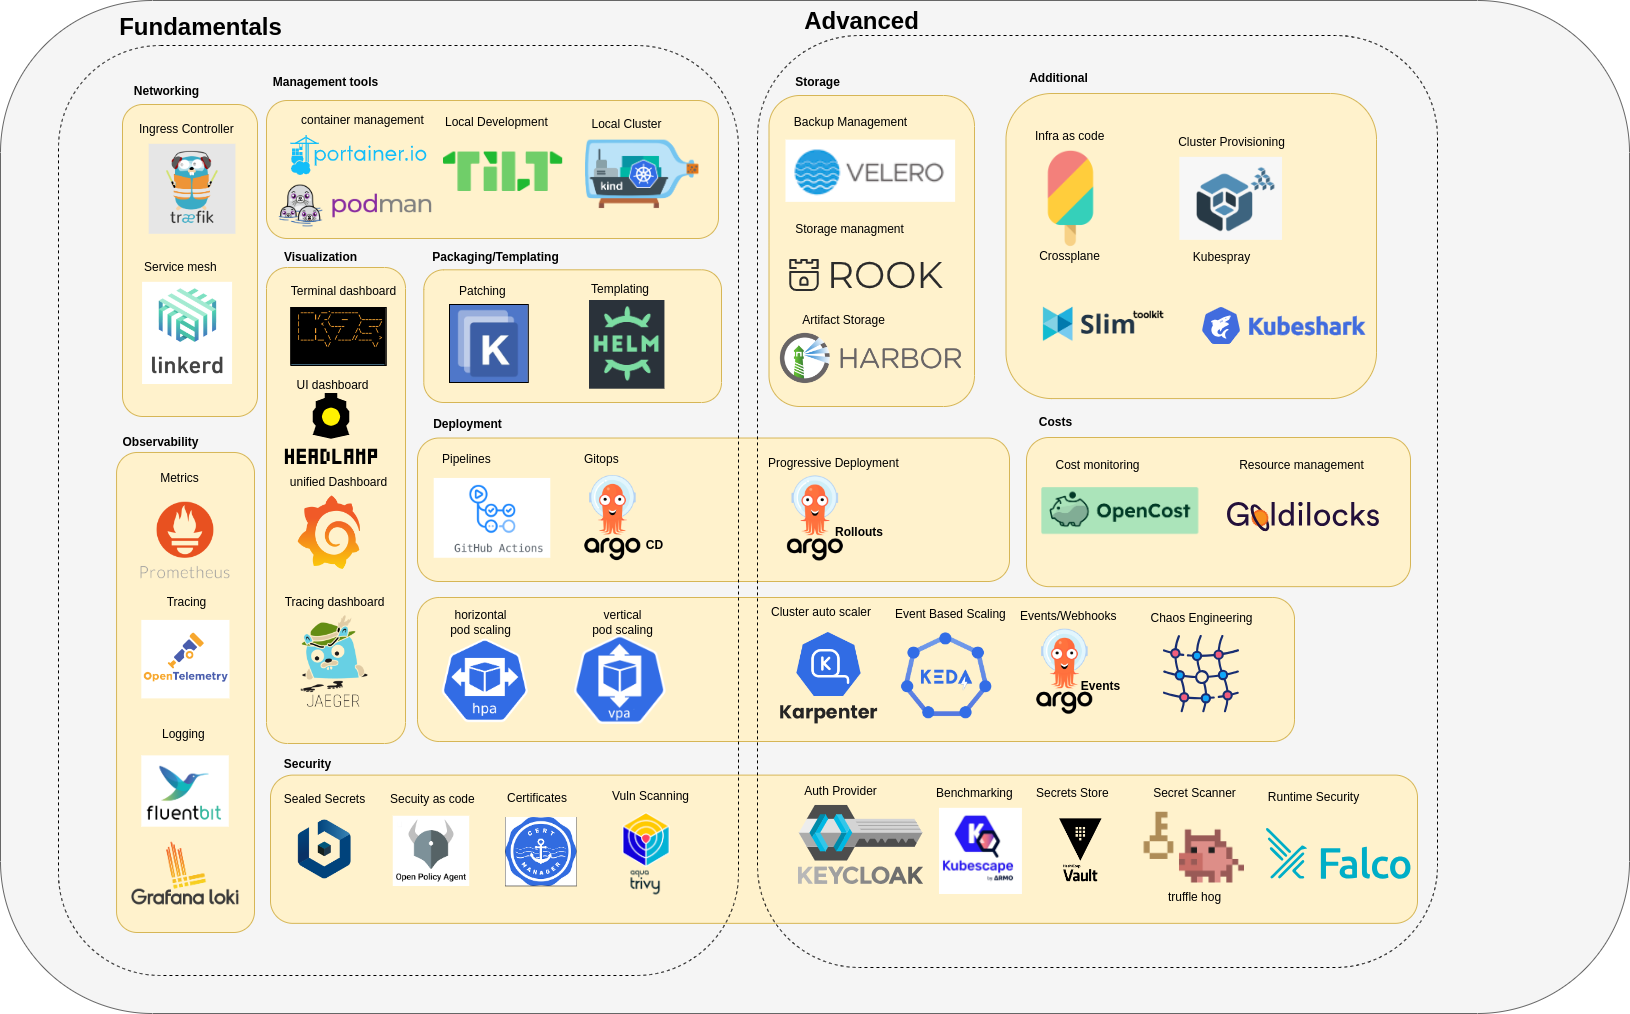 Fundamentals
Advanced
Networking
Ingress Controller
træfik
Service mesh
linkerd
Management tools
container management
portainer.io
podman
Local Development
TILT
Local Cluster
kind
Visualization
Terminal dashboard
K9s
UI dashboard
HEADLAMP
unified Dashboard
Tracing dashboard
JAEGER
Packaging/Templating
Patching
K
Templating
HELM
Observability
Metrics
Prometheus
Tracing
OpenTelemetry
Logging
fluentbit
Grafana loki
Deployment
Pipelines
GitHub Actions
Gitops
argo CD
Progressive Deployment
Rollouts
argo
horizontal
pod scaling
hpa
vertical
pod scaling
vpa
Cluster auto scaler
K
Karpenter
Event Based Scaling
KEDA
Events/Webhooks
Events
argo
Chaos Engineering
Security
Sealed Secrets
Secuity as code
Open Policy Agent
Certificates
CERT
MANAGER
Vuln Scanning
aqua
trivy
Auth Provider
KEYCLOAK
Benchmarking
K
Kubescape
by ARMO
Secrets Store
HashiCorp
Vault
Secret Scanner
truffle hog
Runtime Security
Falco
Storage
Backup Management
VELERO
Storage managment
ROOK
Artifact Storage
HARBOR
Additional
Infra as code
Crossplane
Cluster Provisioning
Kubespray
Slim toolkit
Kubeshark
Costs
Cost monitoring
OpenCost
Resource management
Goldilocks